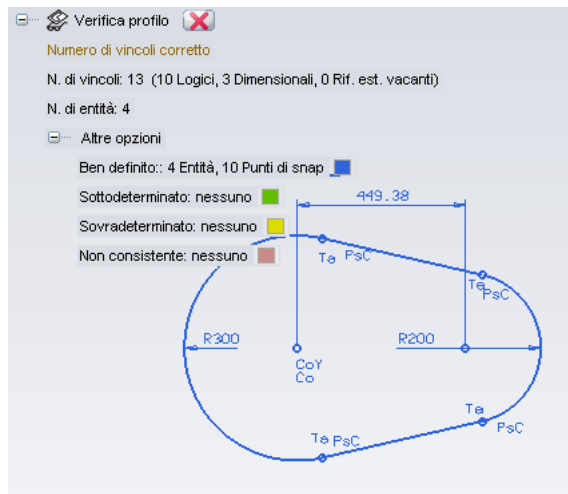 Verifica profilo
Numero di vincoli corretto
N. di vincoli: 13 (10 Logici, 3 Dimensionali, 0 Rif. est. vacanti)
N. di entità: 4
Altre opzioni
Ben definito:: 4 Entità, 10 Punti di snap
Sottodeterminato: nessuno
449.38
Sovradeterminato: nessuno
Non consistente: nessuno
Ta PsC
Ta
PsC
R300
R200
CoY
Co
Ta
PsC
Ta PsC